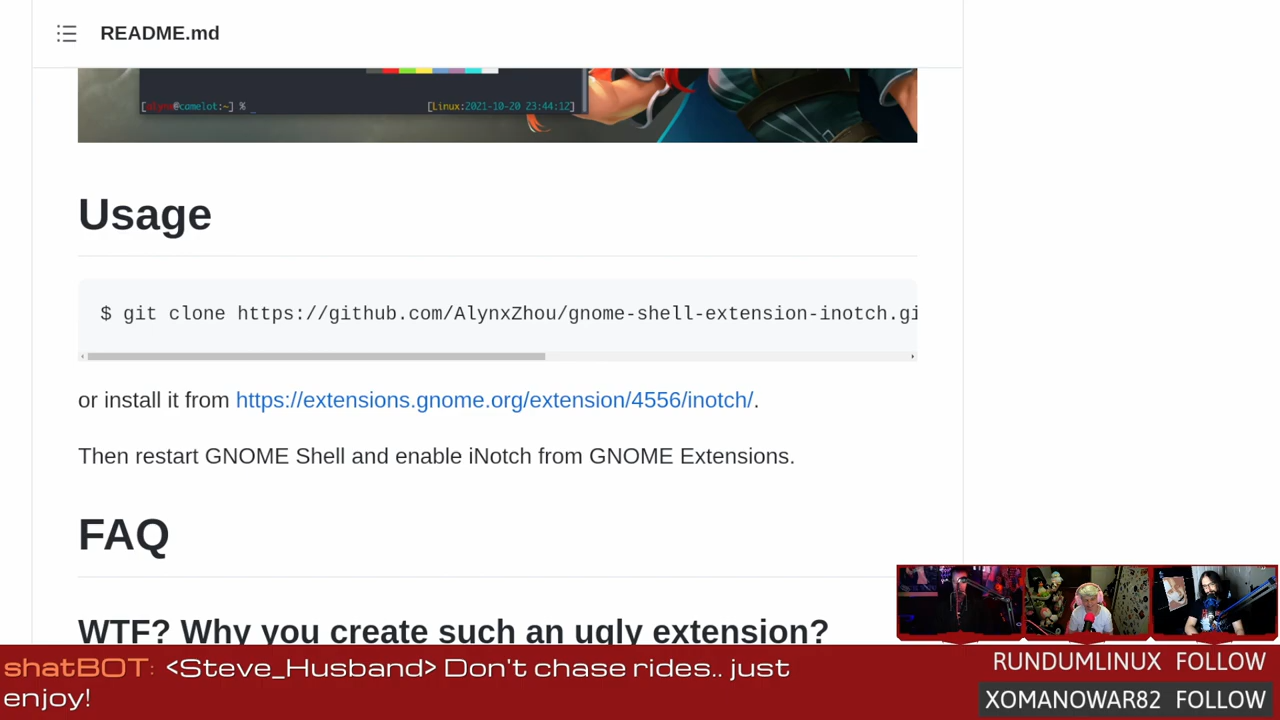 README.md
[alynx@camelot:~] % _
[Linux:2021-10-20 23:44:12]
Usage
$ git clone https://github.com/AlynxZhou/gnome-shell-extension-inotch.gi
or install it from https://extensions.gnome.org/extension/4556/inotch/.
Then restart GNOME Shell and enable iNotch from GNOME Extensions.
FAQ
WTF? Why you create such an ugly extension?
shatBOT: <Steve_Husband> Don't chase rides.. just
enjoy!
RUNDUMLINUX FOLLOW
XOMANOWAR82 FOLLOW